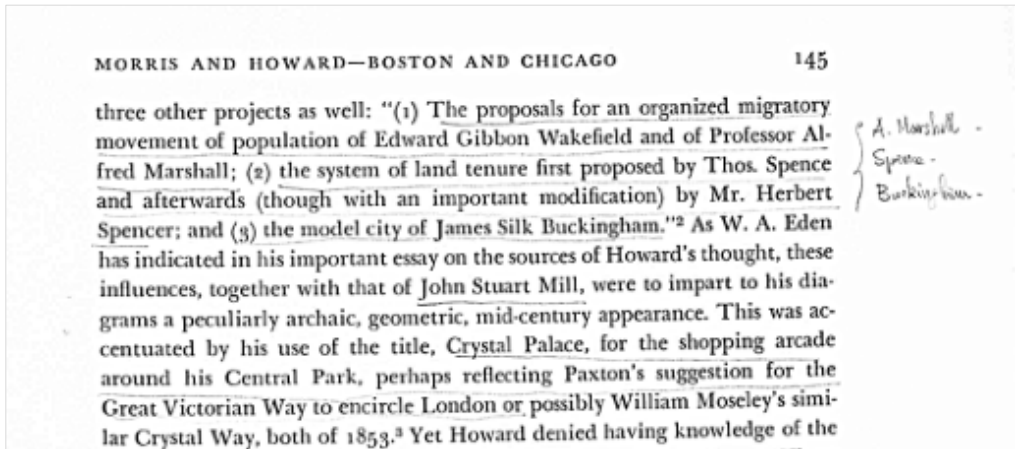 MORRIS AND HOWARD—BOSTON AND CHICAGO 145
three other projects as well: "(1) The proposals for an organized migratory
movement of population of Edward Gibbon Wakefield and of Professor Al-
fred Marshall; (2) the system of land tenure first proposed by Thos. Spence
and afterwards (though with an important modification) by Mr. Herbert
Spencer; and (3) the model city of James Silk Buckingham."2 As W. A. Eden
has indicated in his important essay on the sources of Howard's thought, these
influences, together with that of John Stuart Mill, were to impart to his dia-
grams a peculiarly archaic, geometric, mid-century appearance. This was ac-
centuated by his use of the title, Crystal Palace, for the shopping arcade
around his Central Park, perhaps reflecting Paxton's suggestion for the
Great Victorian Way to encircle London or possibly William Moseley's simi-
lar Crystal Way, both of 1853.3 Yet Howard denied having knowledge of the
A. Marshall -
Spence -
Buckingham -